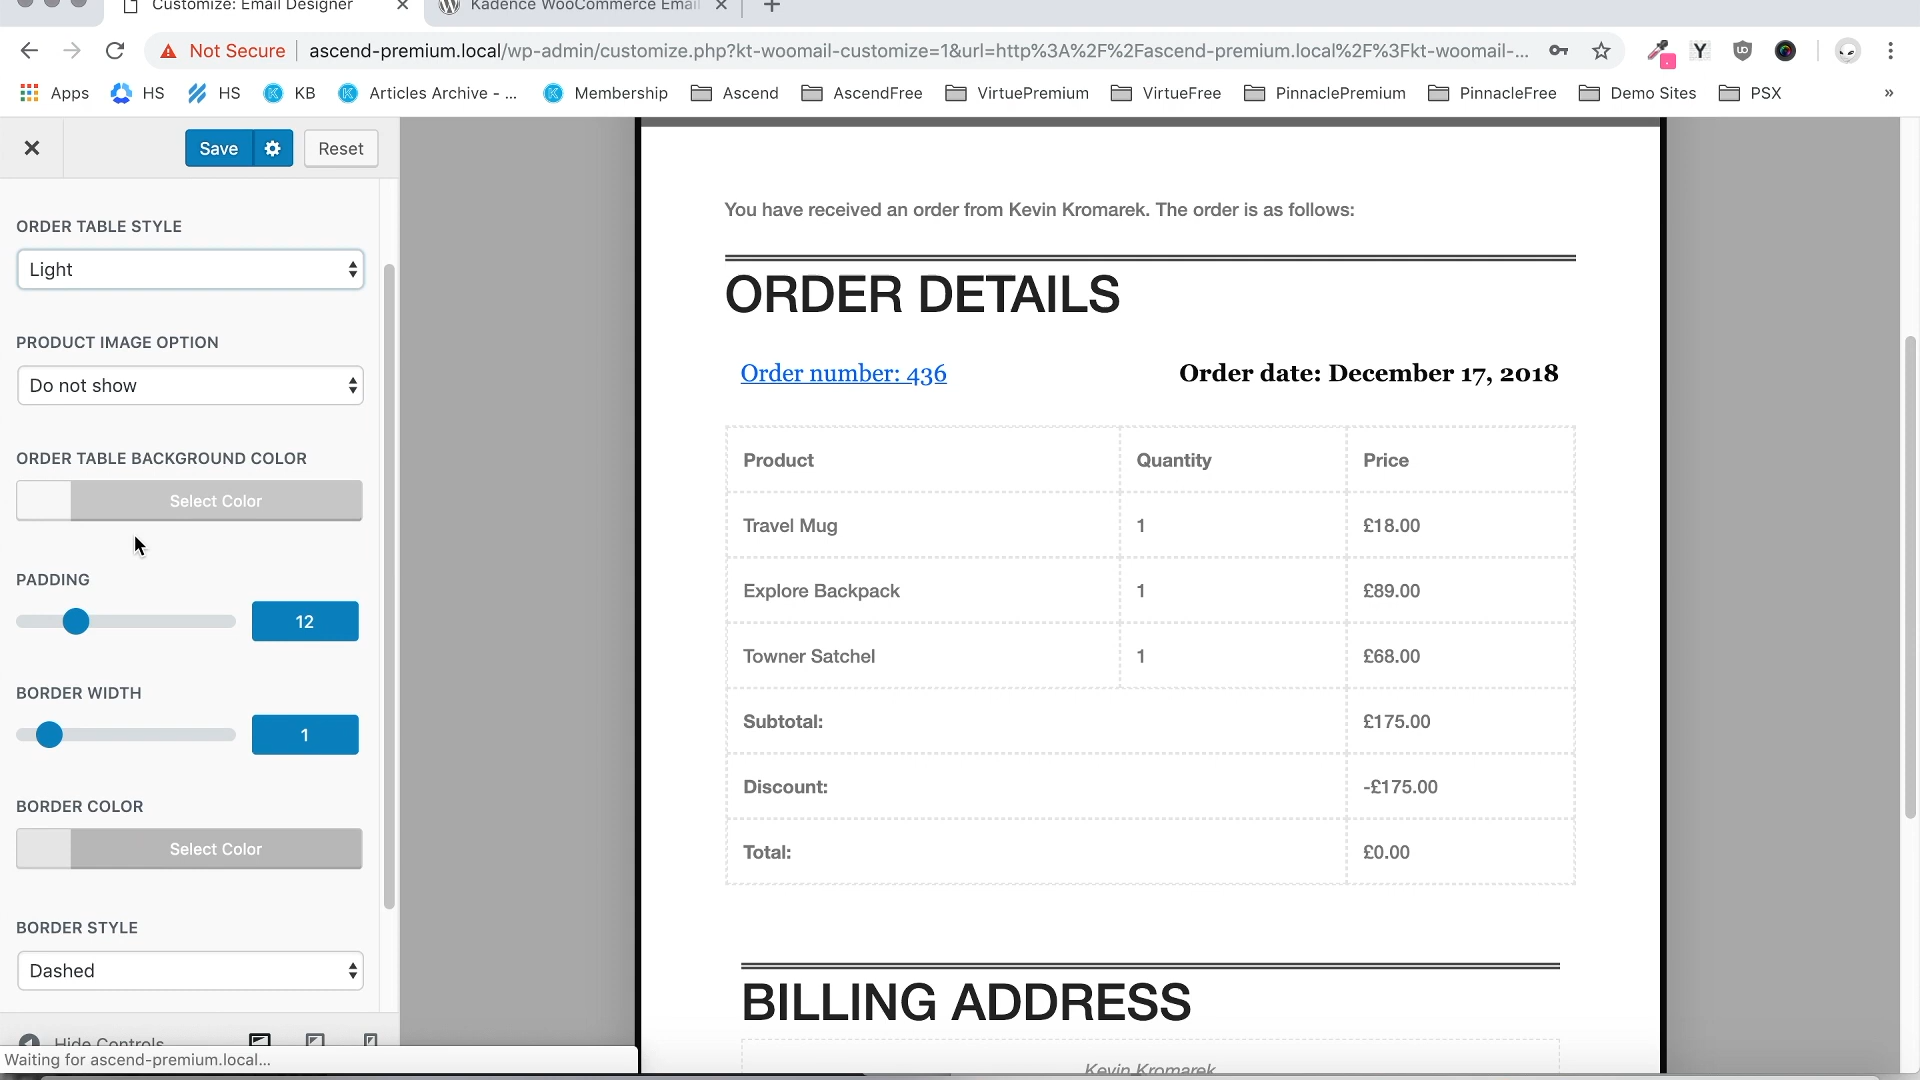 Customize: Email Designer
Kadence WooCommerce Email
Not Secure
ascend-premium.local/wp-admin/customize.php?kt-woomail-customize=1&url=http%3A%2F%2Fascend-premium.local%2F%3Fkt-woomail-...
Y
Apps
HS
HS
KB
Articles Archive - ...
Membership
Ascend
AscendFree
VirtuePremium
VirtueFree
PinnaclePremium
PinnacleFree
Demo Sites
PSX
»
Save
Reset
ORDER TABLE STYLE
Light
PRODUCT IMAGE OPTION
Do not show
ORDER TABLE BACKGROUND COLOR
Select Color
PADDING
12
BORDER WIDTH
1
BORDER COLOR
Select Color
BORDER STYLE
Dashed
Hide Controls
Waiting for ascend-premium.local...
You have received an order from Kevin Kromarek. The order is as follows:
ORDER DETAILS
Order number: 436 Order date: December 17, 2018
Product Quantity Price
Travel Mug 1 £18.00
Explore Backpack 1 £89.00
Towner Satchel 1 £68.00
Subtotal: £175.00
Discount: -£175.00
Total: £0.00
BILLING ADDRESS
Kevin Kromarek